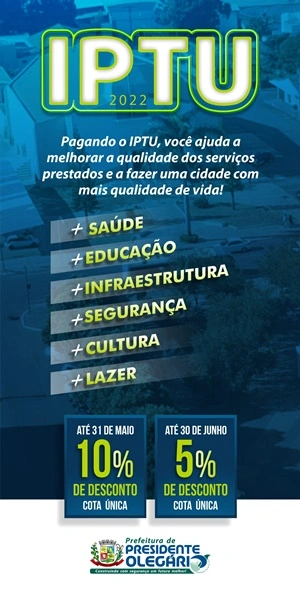 IPTU
2022
Pagando o IPTU, você ajuda a
melhorar a qualidade dos serviços
prestados e a fazer uma cidade com
mais qualidade de vida!
+ SAÚDE
+ EDUCAÇÃO
+ INFRAESTRUTURA
+ SEGURANÇA
+ CULTURA
+ LAZER
ATÉ 31 DE MAIO
10%
DE DESCONTO
COTA ÚNICA
ATÉ 30 DE JUNHO
5%
DE DESCONTO
COTA ÚNICA
Prefeitura de
PRESIDENTE
OLEGÁRIO
Construindo com segurança um futuro melhor!